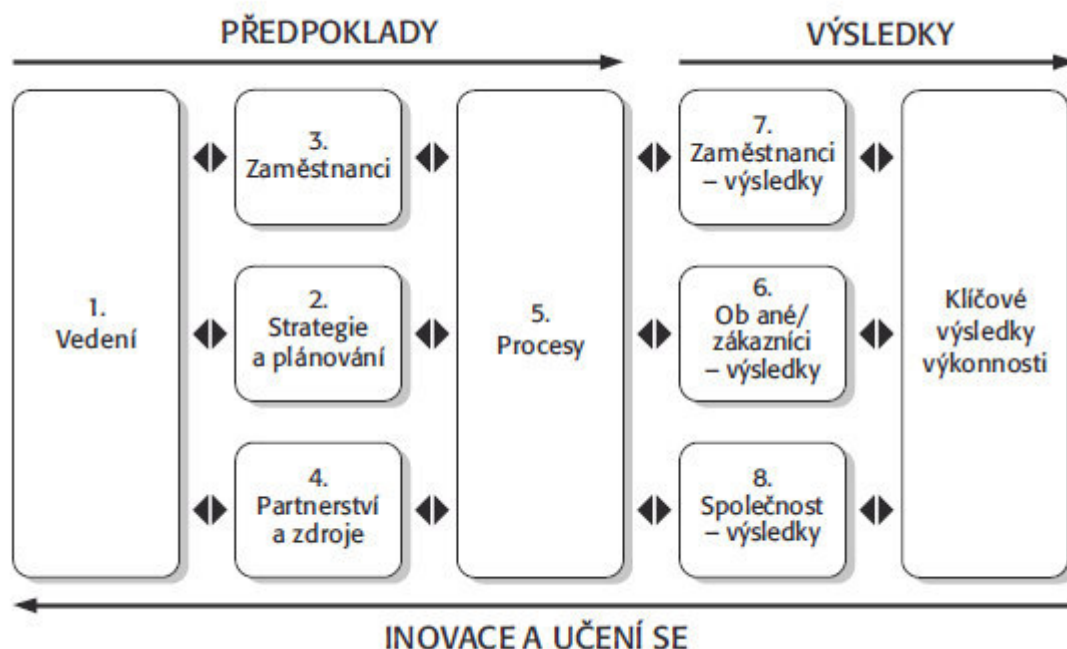 PŘEDPOKLADY
VÝSLEDKY
1.
Vedení
3.
Zaměstnanci
2.
Strategie
a plánování
4.
Partnerství
a zdroje
5.
Procesy
7.
Zaměstnanci
– výsledky
6.
Ob ané/
zákazníci
– výsledky
8.
Společnost
– výsledky
Klíčové
výsledky
výkonnosti
INOVACE A UČENÍ SE